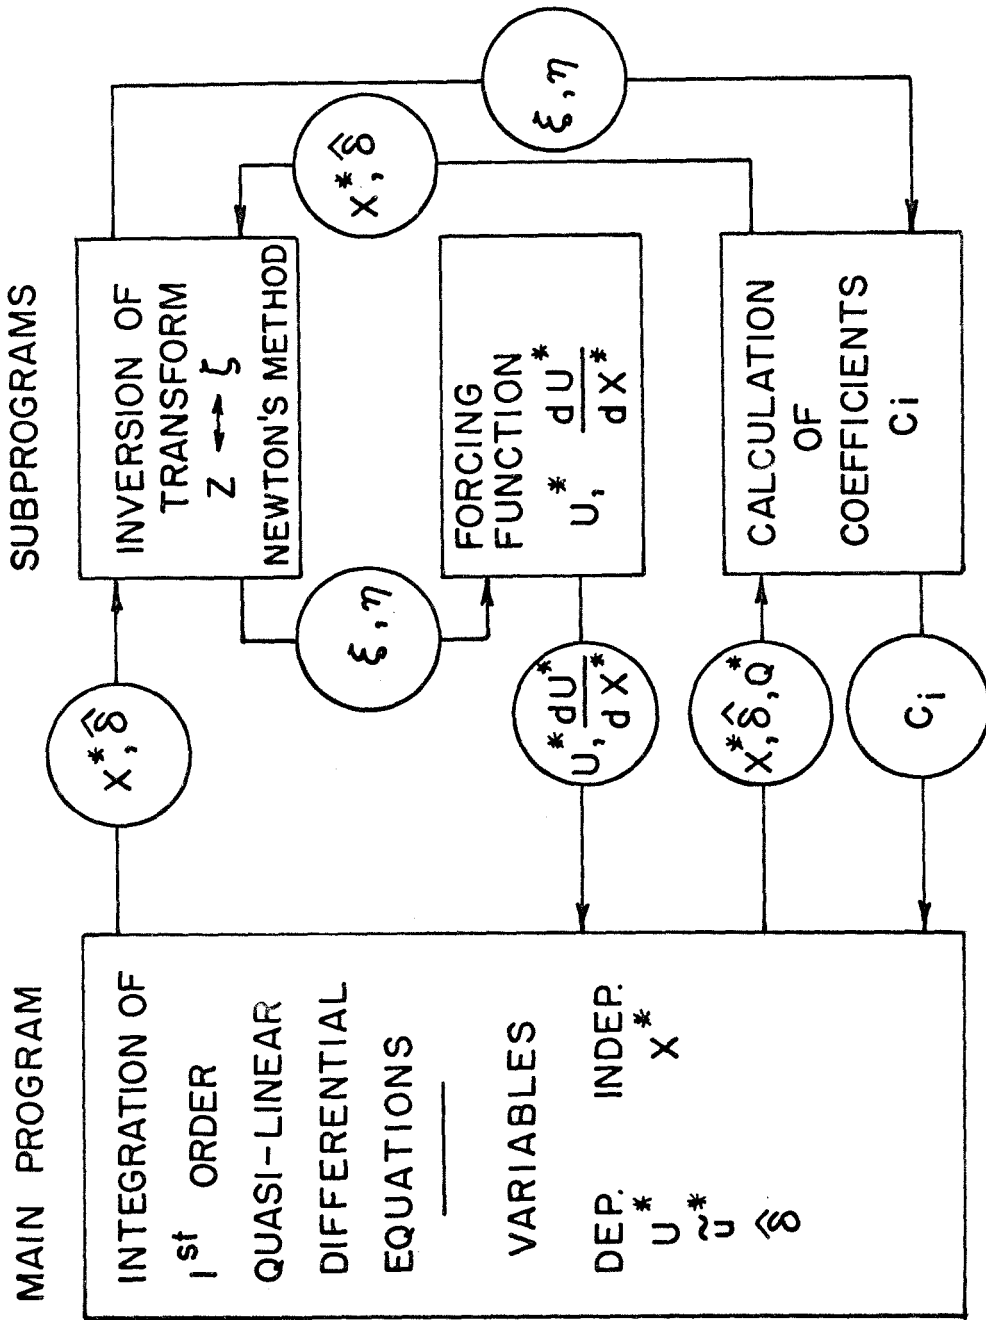 MAIN PROGRAM
INTEGRATION OF
1st ORDER
QUASI-LINEAR
DIFFERENTIAL
EQUATIONS
VARIABLES
DEP. INDEP.
U* X*
ũ*
δ̂
SUBPROGRAMS
X*, δ̂
INVERSION OF
TRANSFORM
Z ↔ ζ
NEWTON'S METHOD
X*, δ̂
ξ, η
ξ, η
FORCING
FUNCTION
U*, dU*/dX*
U*, dU*/dX*
X*, δ̂, Q*
CALCULATION
OF
COEFFICIENTS
Ci
Ci